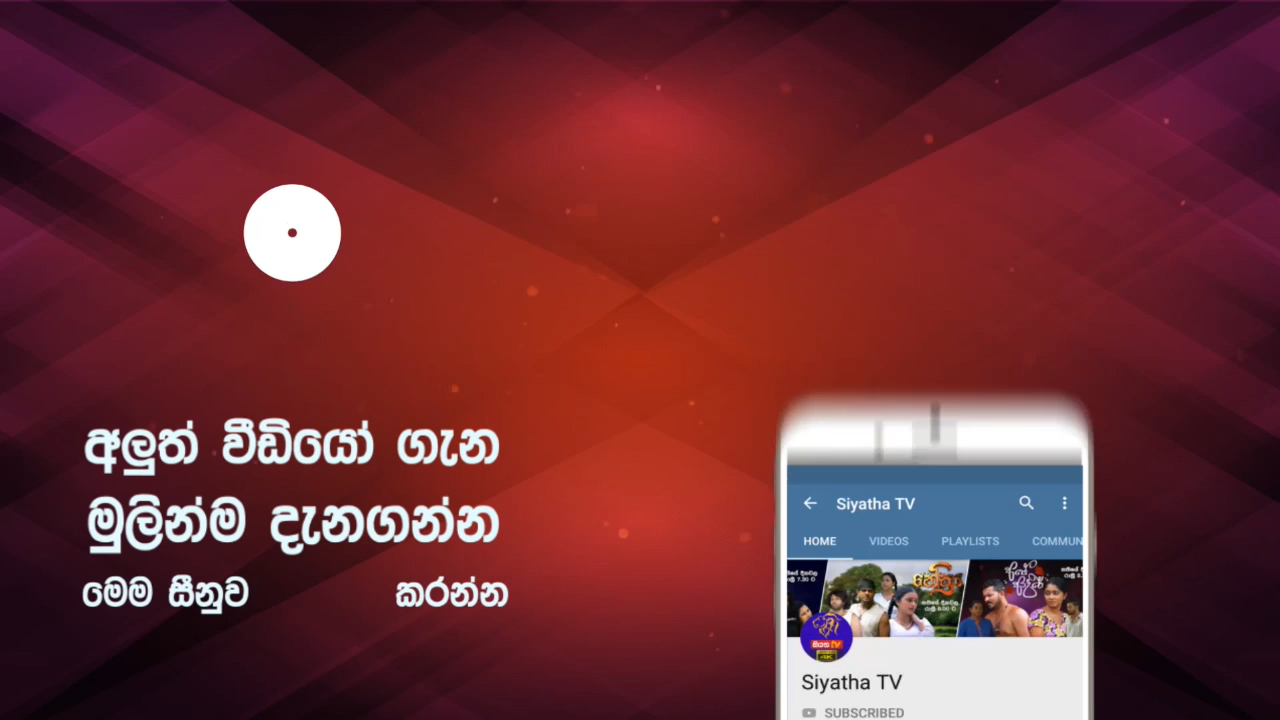 අලුත් වීඩියෝ ගැන
මුලින්ම දැනගන්න
මෙම සීනුව කරන්න
Siyatha TV
HOME VIDEOS PLAYLISTS COMMUN
Siyatha TV
SUBSCRIBED